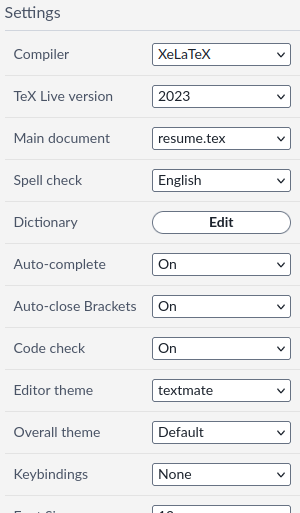 Settings
Compiler XeLaTeX
TeX Live version 2023
Main document resume.tex
Spell check English
Dictionary Edit
Auto-complete On
Auto-close Brackets On
Code check On
Editor theme textmate
Overall theme Default
Keybindings None